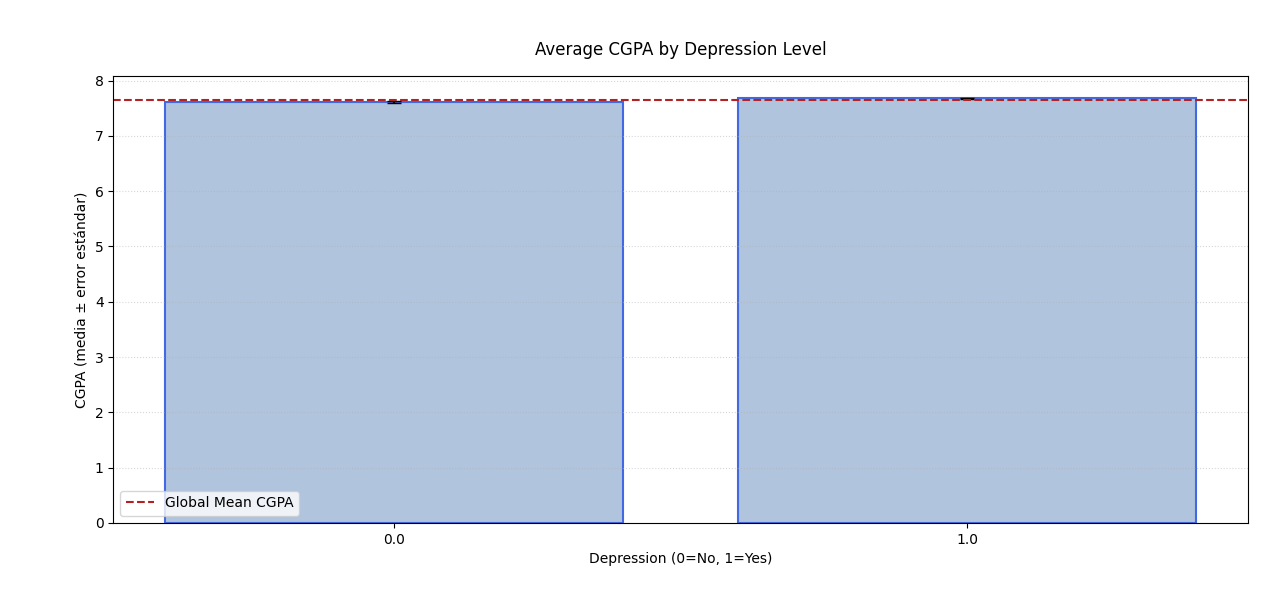 Average CGPA by Depression Level
CGPA (media ± error estándar)
8
7
6
5
4
3
2
1
0
Global Mean CGPA
0.0
1.0
Depression (0=No, 1=Yes)